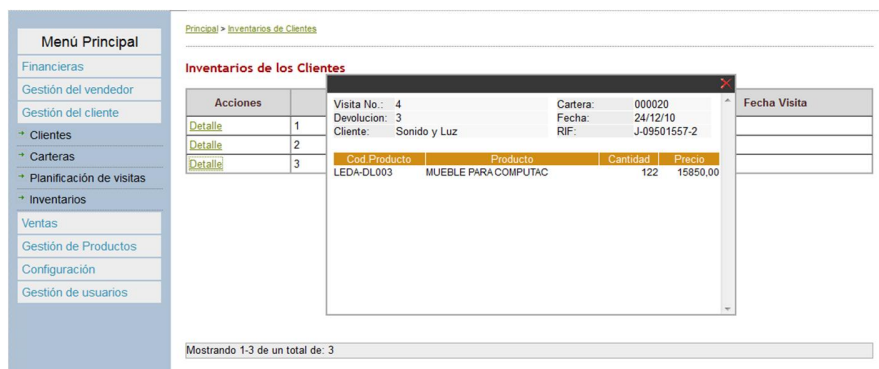 Principal > Inventarios de Clientes
Menú Principal
Financieras
Gestión del vendedor
Gestión del cliente
Clientes
Carteras
Planificación de visitas
Inventarios
Ventas
Gestión de Productos
Configuración
Gestión de usuarios
Inventarios de los Clientes
Acciones Fecha Visita
Detalle 1
Detalle 2
Detalle 3
Visita No.: 4 Cartera: 000020
Devolucion: 3 Fecha: 24/12/10
Cliente: Sonido y Luz RIF: J-09501557-2
Cod.Producto Producto Cantidad Precio
LEDA-DL003 MUEBLE PARA COMPUTAC 122 15850,00
Mostrando 1-3 de un total de: 3